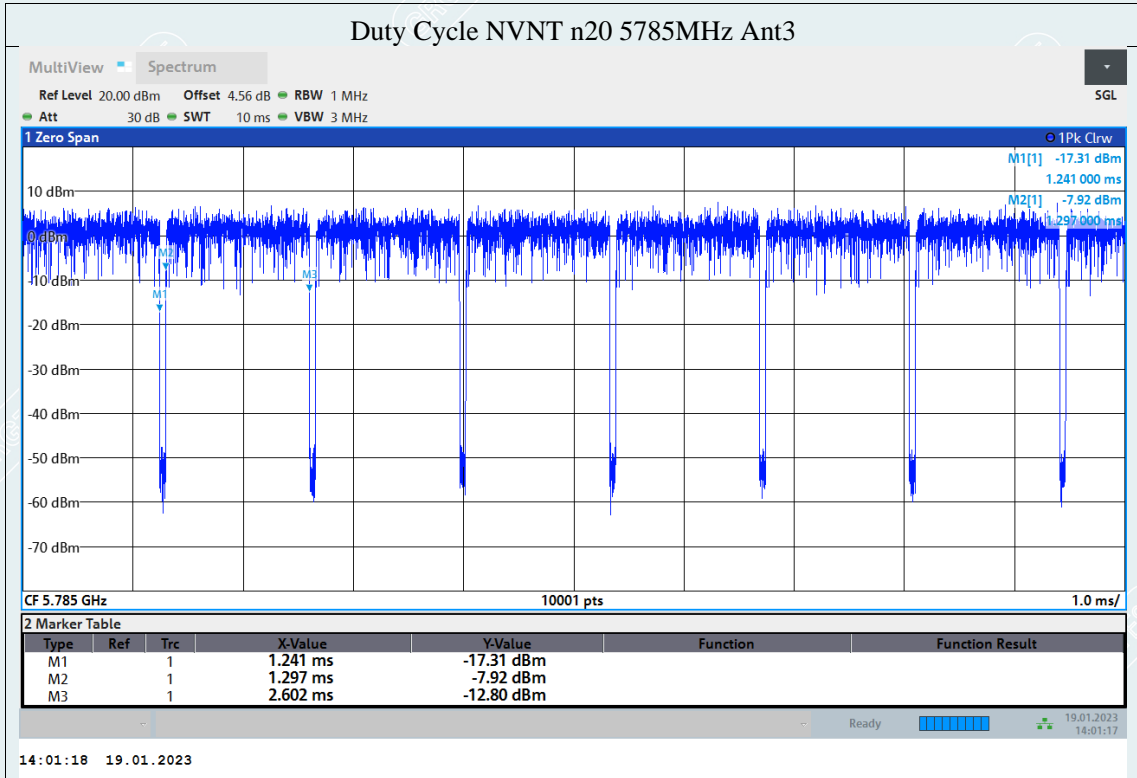 Duty Cycle NVNT n20 5785MHz Ant3
MultiView Spectrum
Ref Level 20.00 dBm Offset 4.56 dB RBW 1 MHz
SGL
Att 30 dB SWT 10 ms VBW 3 MHz
1 Zero Span 1Pk Clrw
M1[1] -17.31 dBm
1.241 000 ms
M2[1] -7.92 dBm
1.297 000 ms
10 dBm
0 dBm
M2
-10 dBm
M3
M1
-20 dBm
-30 dBm
-40 dBm
-50 dBm
-60 dBm
-70 dBm
CF 5.785 GHz 10001 pts 1.0 ms/
2 Marker Table
Type Ref Trc X-Value Y-Value Function Function Result
M1 1 1.241 ms -17.31 dBm
M2 1 1.297 ms -7.92 dBm
M3 1 2.602 ms -12.80 dBm
Ready 19.01.2023
14:01:17
14:01:18 19.01.2023